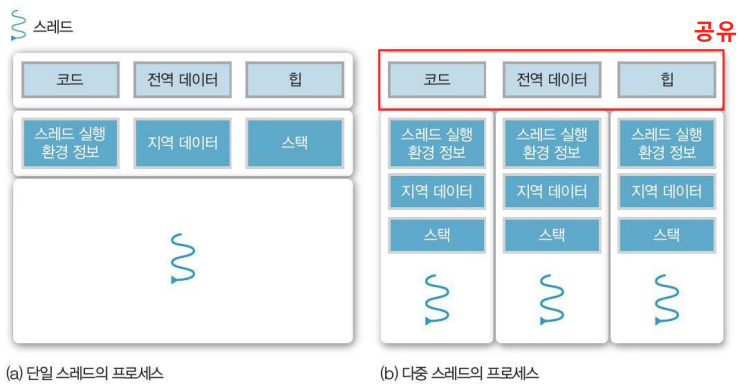 스레드
공유
코드
전역 데이터
힙
스레드 실행
환경 정보
지역 데이터
스택
코드
전역 데이터
힙
스레드 실행
환경 정보
스레드 실행
환경 정보
스레드 실행
환경 정보
지역 데이터
지역 데이터
지역 데이터
스택
스택
스택
(a) 단일 스레드의 프로세스
(b) 다중 스레드의 프로세스